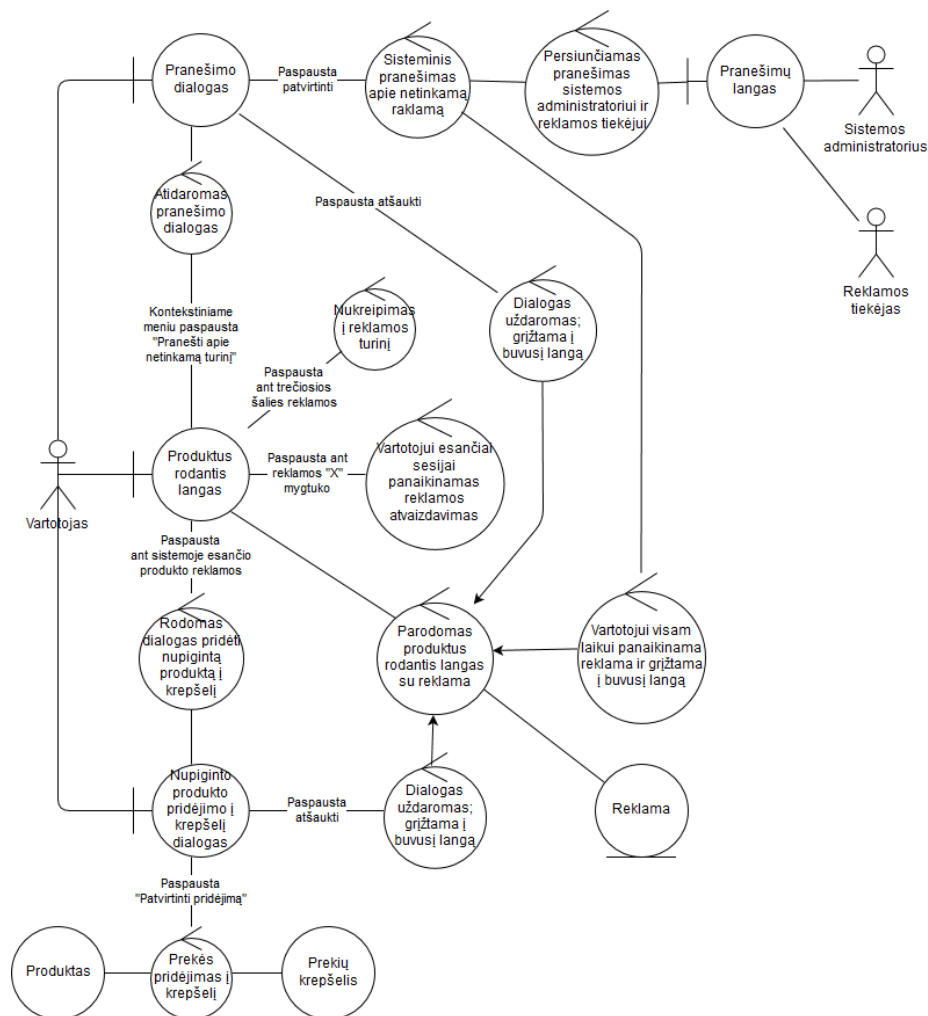 Pranešimo
dialogas
Paspausta
patvirtinti
Sisteminis
pranešimas
apie netinkamą
raklamą
Persiunčiamas
pranešimas
sistemos
administratoriui ir
reklamos tiekėjui
Pranešimų
langas
Sistemos
administratorius
Atidaromas
pranešimo
dialogas
Paspausta atšaukti
Reklamos
tiekėjas
Kontekstiniame
meniu paspausta
"Pranešti apie
netinkamą turinį"
Nukreipimas
į reklamos
turinį
Dialogas
uždaromas;
grįžtama į
buvusį langą
Paspausta
ant trečiosios
šalies reklamos
Vartotojas
Produktus
rodantis
langas
Paspausta ant
reklamos "X"
mygtuko
Vartotojui esančiai
sesijai
panaikinamas
reklamos
atvaizdavimas
Paspausta
ant sistemoje esančio
produkto reklamos
Rodomas
dialogas pridėti
nupigintą
produktą į
krepšelį
Parodomas
produktus
rodantis langas
su reklama
Vartotojui visam
laikui panaikinama
reklama ir grįžtama
į buvusį langą
Nupiginto
produkto
pridėjimo į
krepšelį
dialogas
Paspausta
atšaukti
Dialogas
uždaromas;
grįžtama į
buvusį langą
Reklama
Paspausta
"Patvirtinti pridėjimą"
Produktas
Prekės
pridėjimas į
krepšelį
Prekių
krepšelis